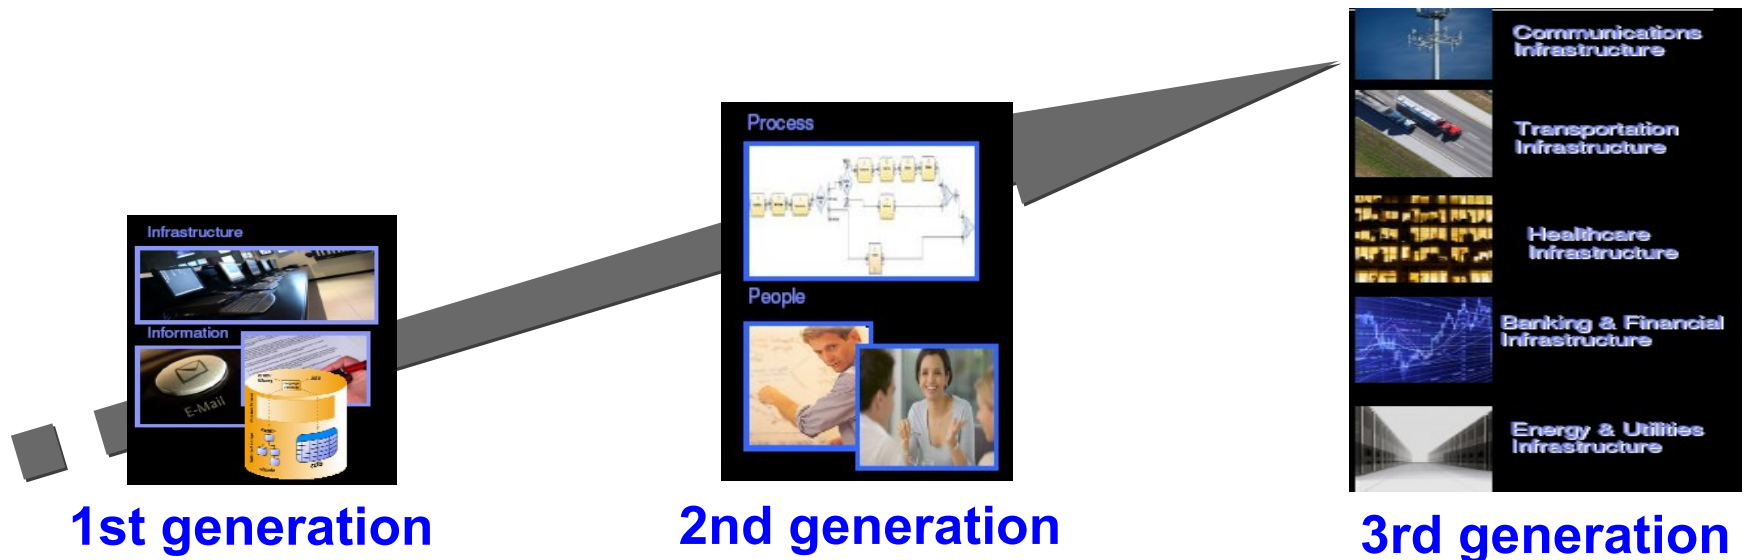 Infrastructure
Information
E-Mail
1st generation
Process
People
2nd generation
Communications
Infrastructure
Transportation
Infrastructure
Healthcare
Infrastructure
Banking & Financial
Infrastructure
Energy & Utilities
Infrastructure
3rd generation